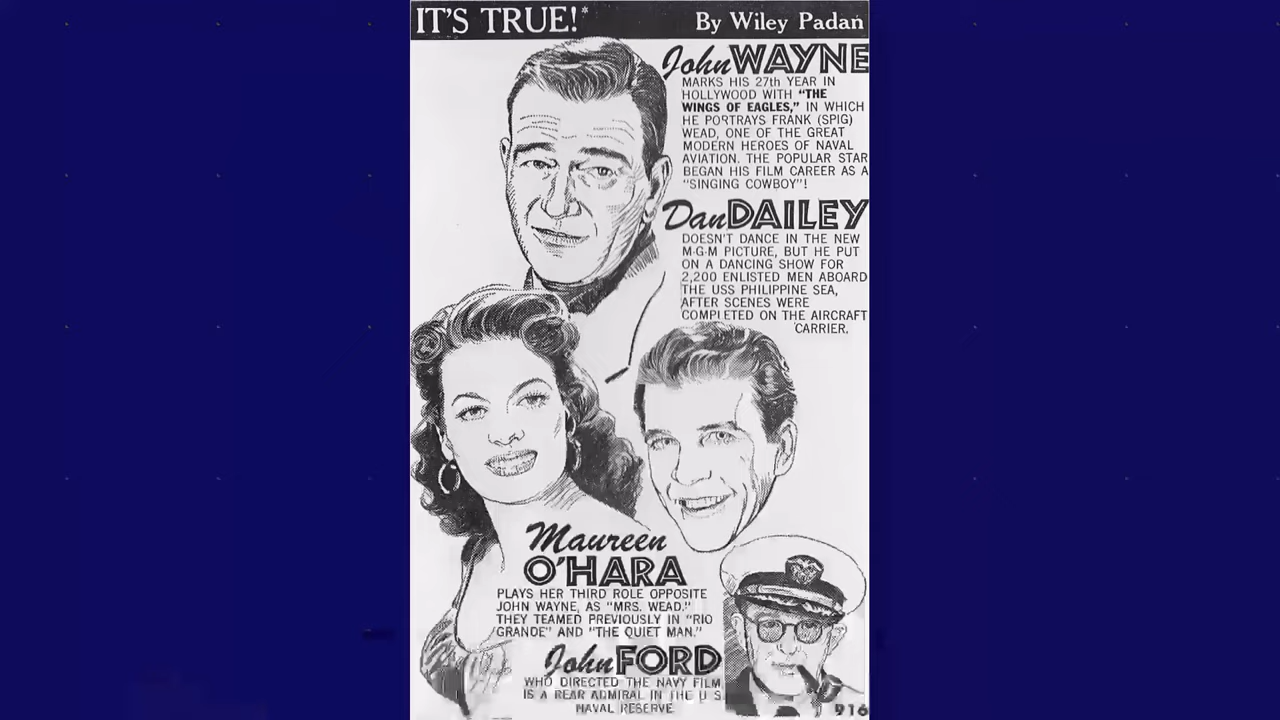 IT'S TRUE!*
By Wiley Padan
John WAYNE
MARKS HIS 27th YEAR IN
HOLLYWOOD WITH "THE
WINGS OF EAGLES," IN WHICH
HE PORTRAYS FRANK (SPIG)
WEAD, ONE OF THE GREAT
MODERN HEROES OF NAVAL
AVIATION. THE POPULAR STAR
BEGAN HIS FILM CAREER AS A
"SINGING COWBOY"!
Dan DAILEY
DOESN'T DANCE IN THE NEW
M-G-M PICTURE, BUT HE PUT
ON A DANCING SHOW FOR
2,200 ENLISTED MEN ABOARD
THE USS PHILIPPINE SEA,
AFTER SCENES WERE
COMPLETED ON THE AIRCRAFT
CARRIER.
Maureen
O'HARA
PLAYS HER THIRD ROLE OPPOSITE
JOHN WAYNE, AS "MRS. WEAD."
THEY TEAMED PREVIOUSLY IN "RIO
GRANDE" AND "THE QUIET MAN."
John FORD
WHO DIRECTED THE NAVY FILM
IS A REAR ADMIRAL IN THE U S
NAVAL RESERVE
916